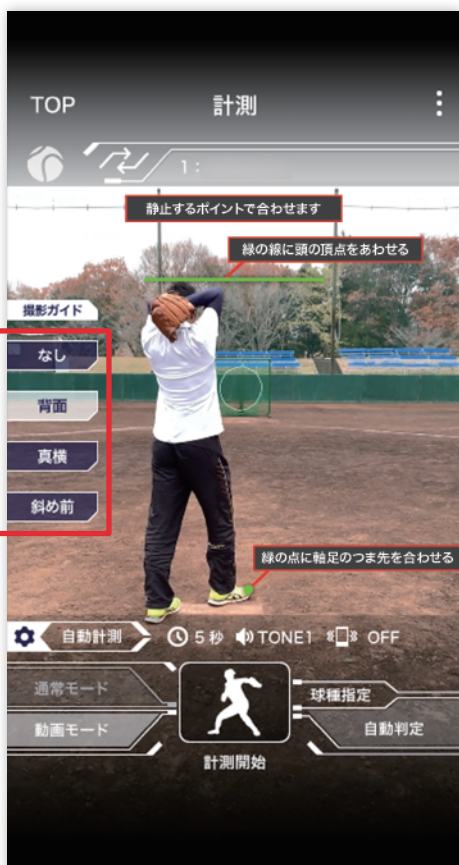 TOP
計測
1:
静止するポイントで合わせます
緑の線に頭の頂点をあわせる
撮影ガイド
なし
背面
真横
斜め前
緑の点に軸足のつま先を合わせる
自動計測
5秒
TONE1
OFF
通常モード
動画モード
計測開始
球種指定
自動判定